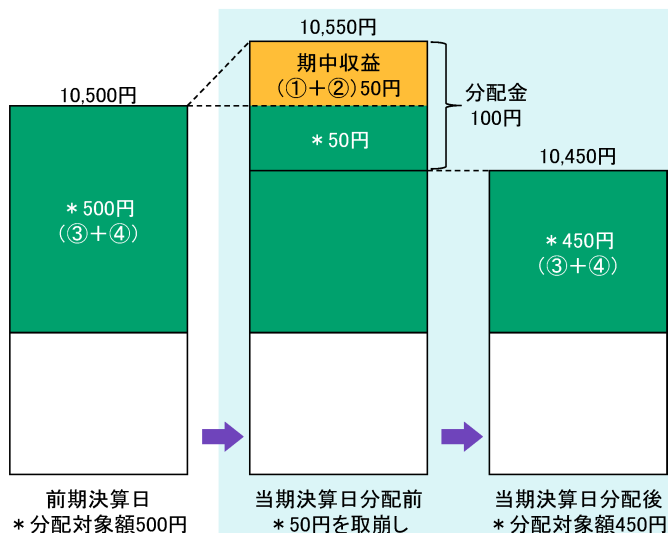 10,500円
＊500円
(③＋④)
前期決算日
＊分配対象額500円
10,550円
期中収益
(①＋②)50円
＊50円
分配金
100円
当期決算日分配前
＊50円を取崩し
10,450円
＊450円
(③＋④)
当期決算日分配後
＊分配対象額450円